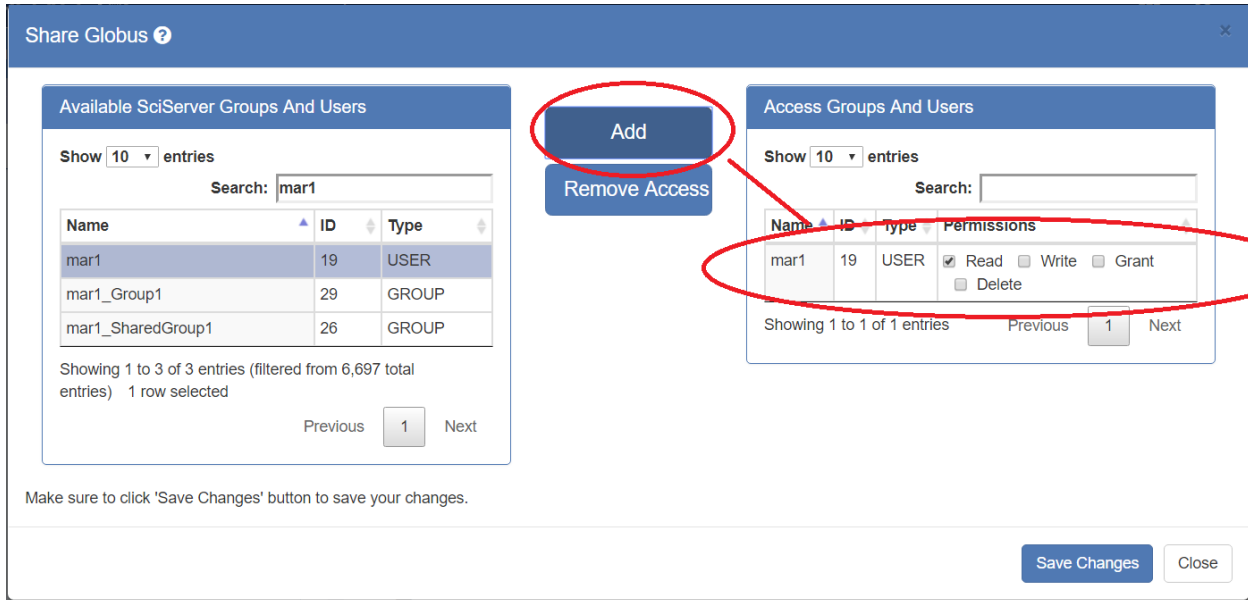 Share Globus ?
×
Available SciServer Groups And Users
Show 10 entries
Search: mar1
Name ID Type
mar1 19 USER
mar1_Group1 29 GROUP
mar1_SharedGroup1 26 GROUP
Showing 1 to 3 of 3 entries (filtered from 6,697 total
entries) 1 row selected
Previous 1 Next
Add
Remove Access
Access Groups And Users
Show 10 entries
Search:
Name ID Type Permissions
mar1 19 USER Read Write Grant
Delete
Showing 1 to 1 of 1 entries Previous 1 Next
Make sure to click 'Save Changes' button to save your changes.
Save Changes Close